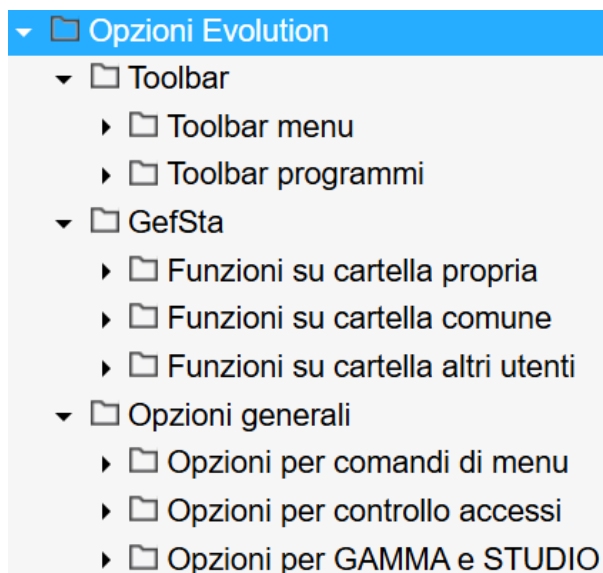 Opzioni Evolution
Toolbar
Toolbar menu
Toolbar programmi
GefSta
Funzioni su cartella propria
Funzioni su cartella comune
Funzioni su cartella altri utenti
Opzioni generali
Opzioni per comandi di menu
Opzioni per controllo accessi
Opzioni per GAMMA e STUDIO